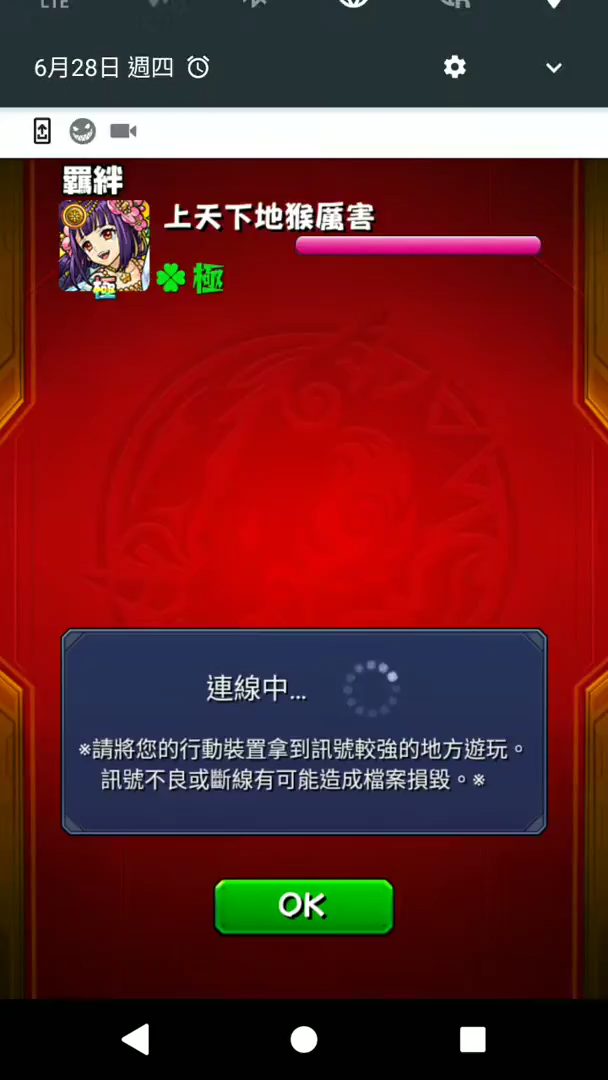 LTE
6月28日 週四
羈絆
上天下地猴厲害
極
極
連線中...
※請將您的行動裝置拿到訊號較強的地方遊玩。
訊號不良或斷線有可能造成檔案損毀。※
OK